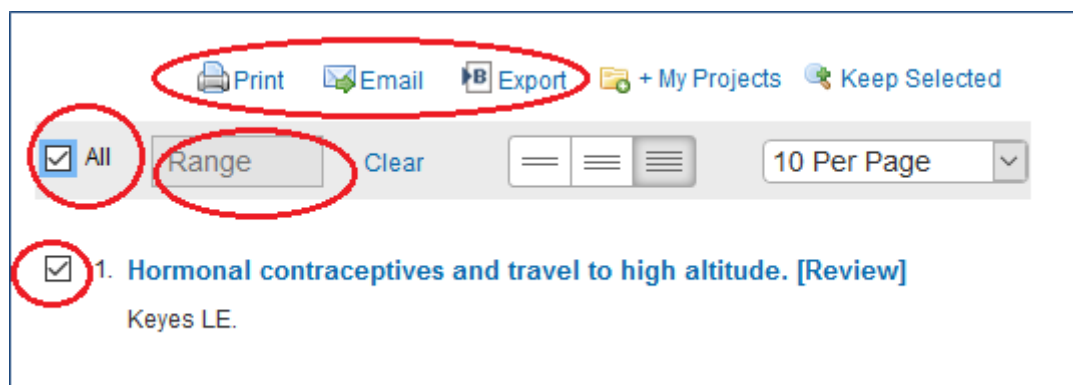 Print Email B Export + My Projects Keep Selected
All Range Clear 10 Per Page
1. Hormonal contraceptives and travel to high altitude. [Review]
Keyes LE.